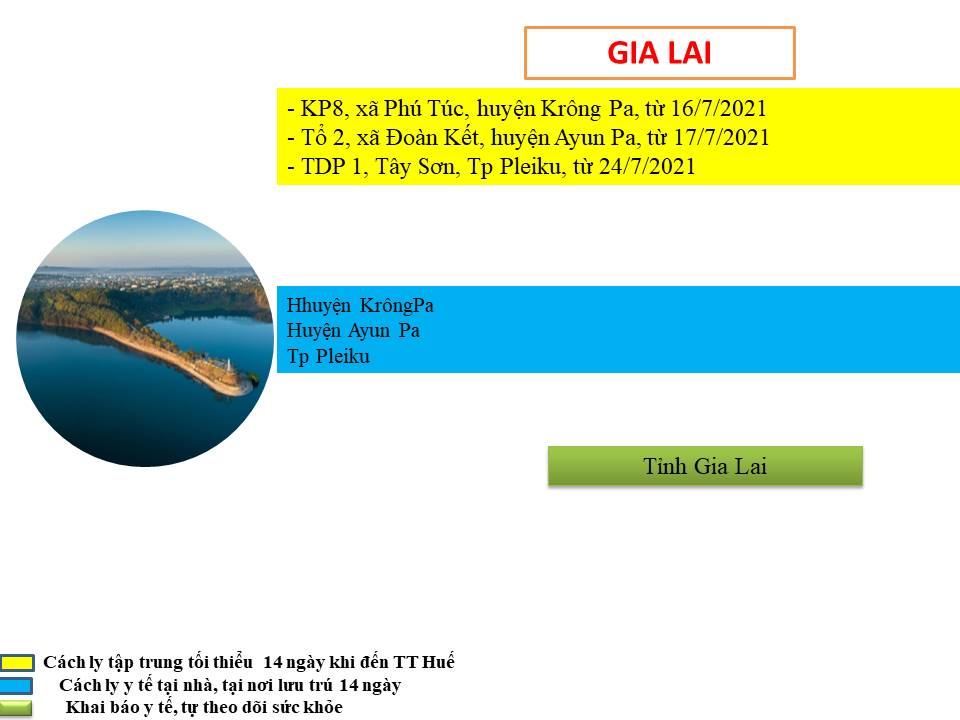 GIA LAI
- KP8, xã Phú Túc, huyện Krông Pa, từ 16/7/2021
- Tổ 2, xã Đoàn Kết, huyện Ayun Pa, từ 17/7/2021
- TDP 1, Tây Sơn, Tp Pleiku, từ 24/7/2021
Hhuyện KrôngPa
Huyện Ayun Pa
Tp Pleiku
Tỉnh Gia Lai
Cách ly tập trung tối thiểu 14 ngày khi đến TT Huế
Cách ly y tế tại nhà, tại nơi lưu trú 14 ngày
Khai báo y tế, tự theo dõi sức khỏe